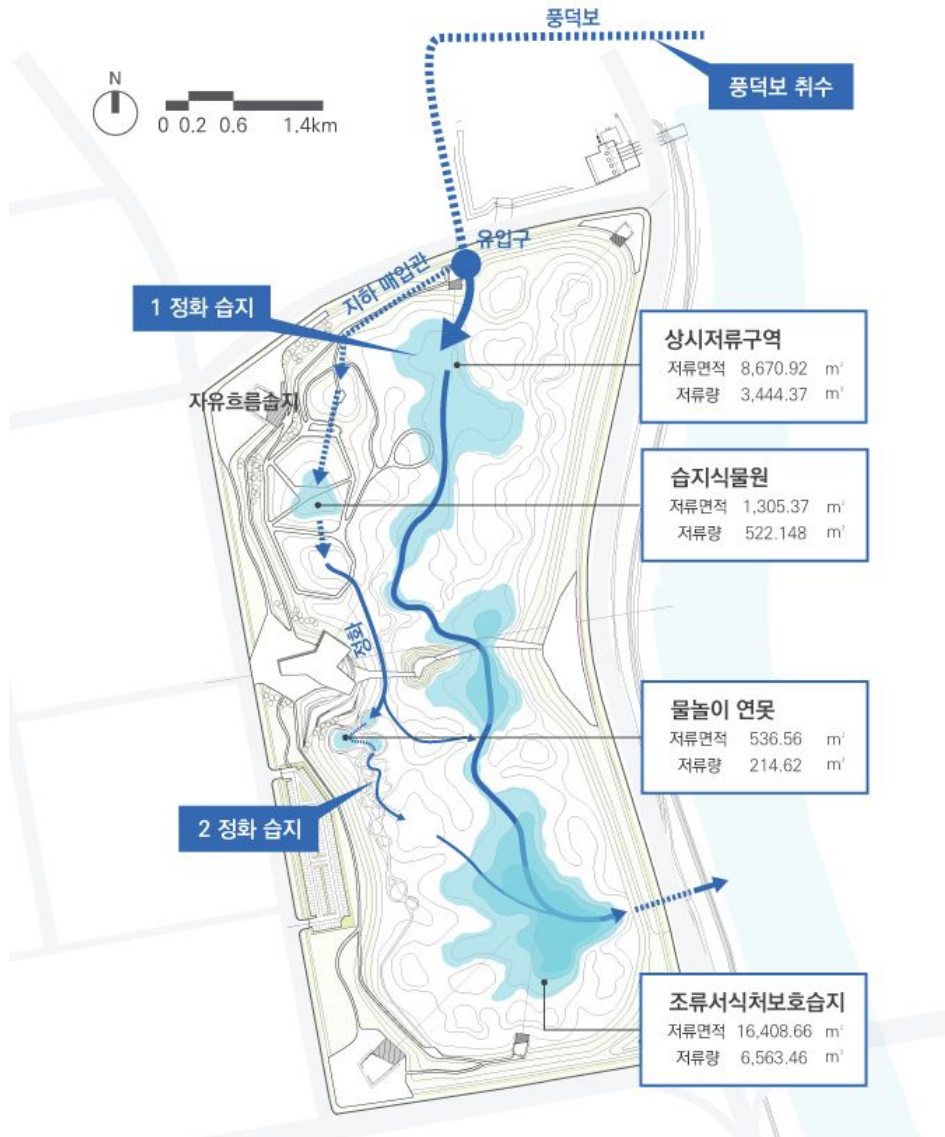 풍덕보
풍덕보 취수
N
0 0.2 0.6 1.4km
유입구
지하 매입관
1 정화 습지
상시저류구역
저류면적 8,670.92 m²
저류량 3,444.37 m³
자유흐름습지
습지식물원
저류면적 1,305.37 m²
저류량 522.148 m³
정화
물놀이 연못
저류면적 536.56 m²
저류량 214.62 m³
2 정화 습지
조류서식처보호습지
저류면적 16,408.66 m²
저류량 6,563.46 m³